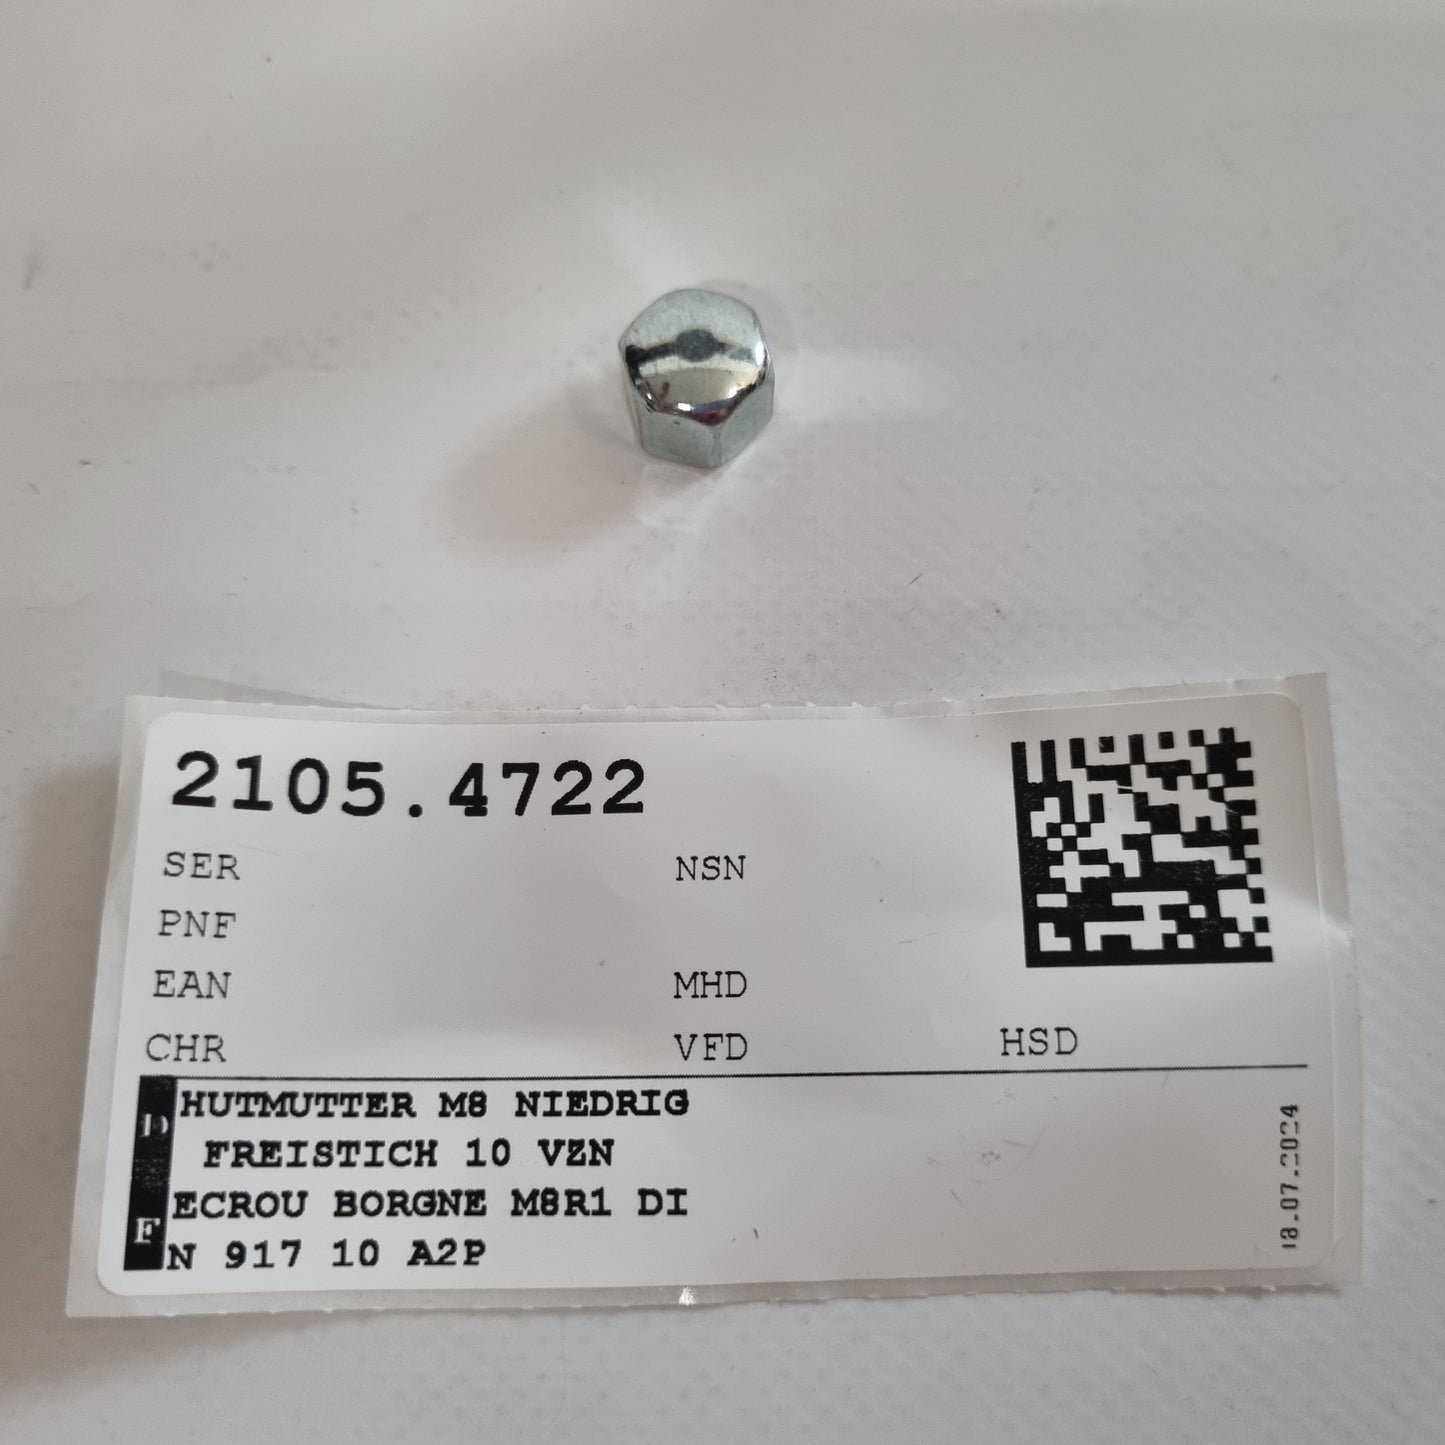 2105.4722
SER
NSN
PNF
EAN
MHD
CHR
VFD
HSD
D
HUTMUTTER M8 NIEDRIG
FREISTICH 10 VZN
F
ECROU BORGNE M8R1 DI
N 917 10 A2P
18.07.2024